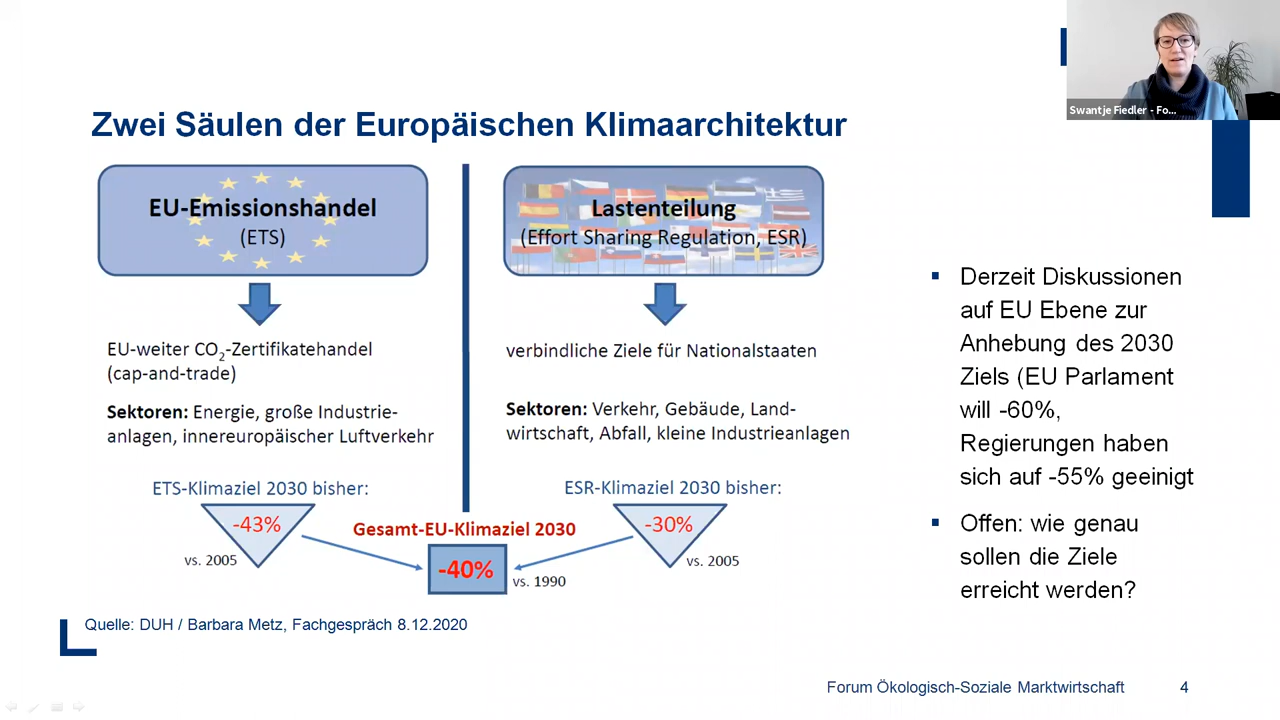 Swantje Fiedler - Fo...
Zwei Säulen der Europäischen Klimaarchitektur
EU-Emissionshandel
(ETS)
EU-weiter CO₂-Zertifikatehandel
(cap-and-trade)
Sektoren: Energie, große Industrie-
anlagen, innereuropäischer Luftverkehr
ETS-Klimaziel 2030 bisher:
-43%
vs. 2005
Lastenteilung
(Effort Sharing Regulation, ESR)
verbindliche Ziele für Nationalstaaten
Sektoren: Verkehr, Gebäude, Land-
wirtschaft, Abfall, kleine Industrieanlagen
ESR-Klimaziel 2030 bisher:
-30%
vs. 2005
Gesamt-EU-Klimaziel 2030
-40%
vs. 1990
▪ Derzeit Diskussionen
auf EU Ebene zur
Anhebung des 2030
Ziels (EU Parlament
will -60%,
Regierungen haben
sich auf -55% geeinigt
▪ Offen: wie genau
sollen die Ziele
erreicht werden?
Quelle: DUH / Barbara Metz, Fachgespräch 8.12.2020
Forum Ökologisch-Soziale Marktwirtschaft 4